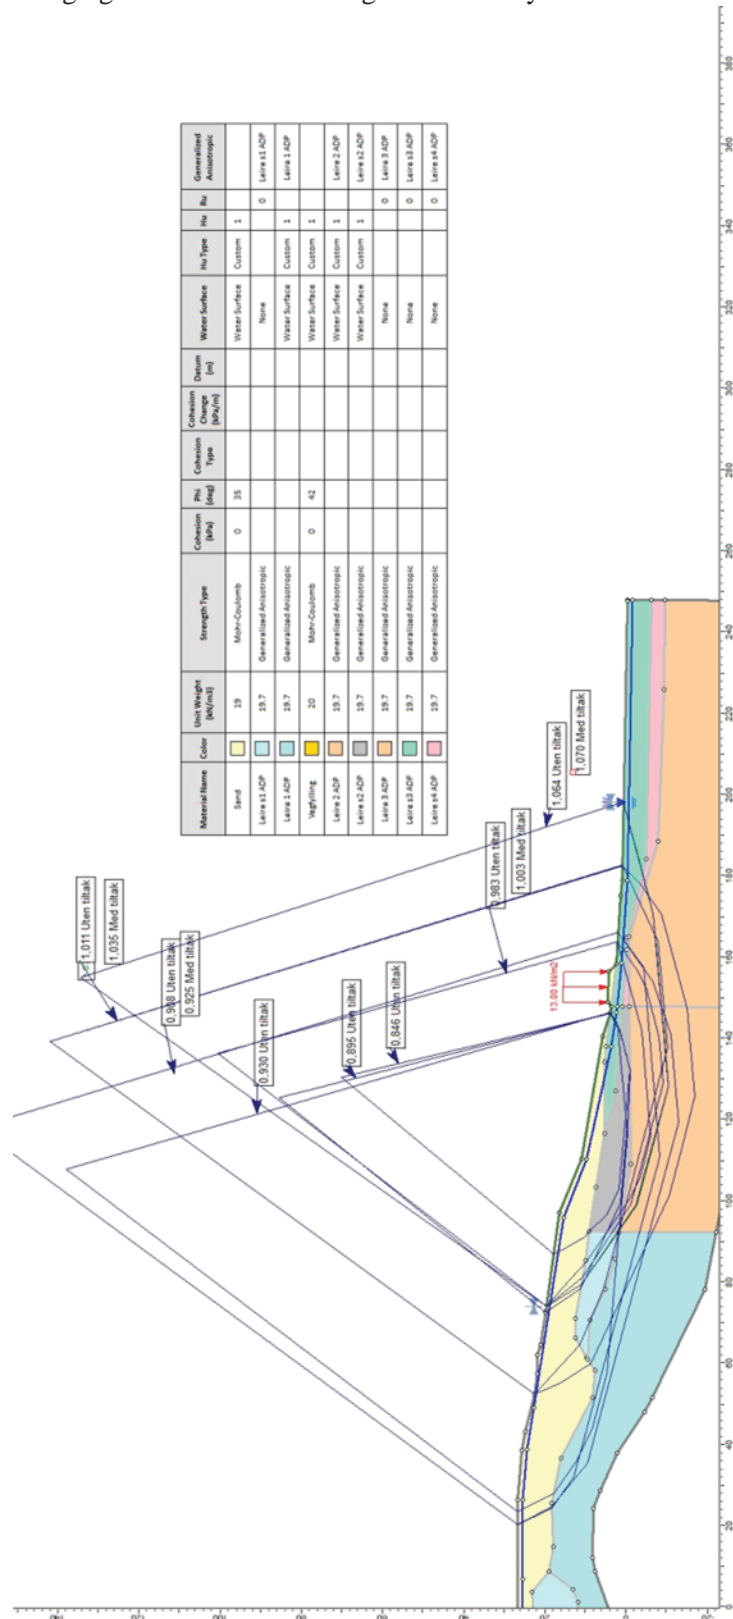 Material Name Color Unit Weight (kN/m3) Strength Type Cohesion (kPa) Phi (deg) Cohesion Type Cohesion Change (kPa/m) Datum (m) Water Surface Hu Type Hu Ru Generalized Anisotropic
Sand 19 Mohr-Coulomb 0 35 Water Surface Custom 1
Leire s1 ADP 19.7 Generalized Anisotropic None 0 Leire s1 ADP
Leire 1 ADP 19.7 Generalized Anisotropic Water Surface Custom 1 Leire 1 ADP
Vegfylling 20 Mohr-Coulomb 0 42 Water Surface Custom 1
Leire 2 ADP 19.7 Generalized Anisotropic Water Surface Custom 1 Leire 2 ADP
Leire s2 ADP 19.7 Generalized Anisotropic Water Surface Custom 1 Leire s2 ADP
Leire 3 ADP 19.7 Generalized Anisotropic None 0 Leire 3 ADP
Leire s3 ADP 19.7 Generalized Anisotropic None 0 Leire s3 ADP
Leire s4 ADP 19.7 Generalized Anisotropic None 0 Leire s4 ADP
1,011 Uten tiltak
1,035 Med tiltak
0,908 Uten tiltak
0,925 Med tiltak
0,930 Uten tiltak
0,895 Uten tiltak
0,846 Uten tiltak
0,983 Uten tiltak
1,003 Med tiltak
1,064 Uten tiltak
1,070 Med tiltak
13.00 kN/m2
0 20 40 60 80 100 120 140 160 180 200 220 240 260 280 300 320 340 360 380